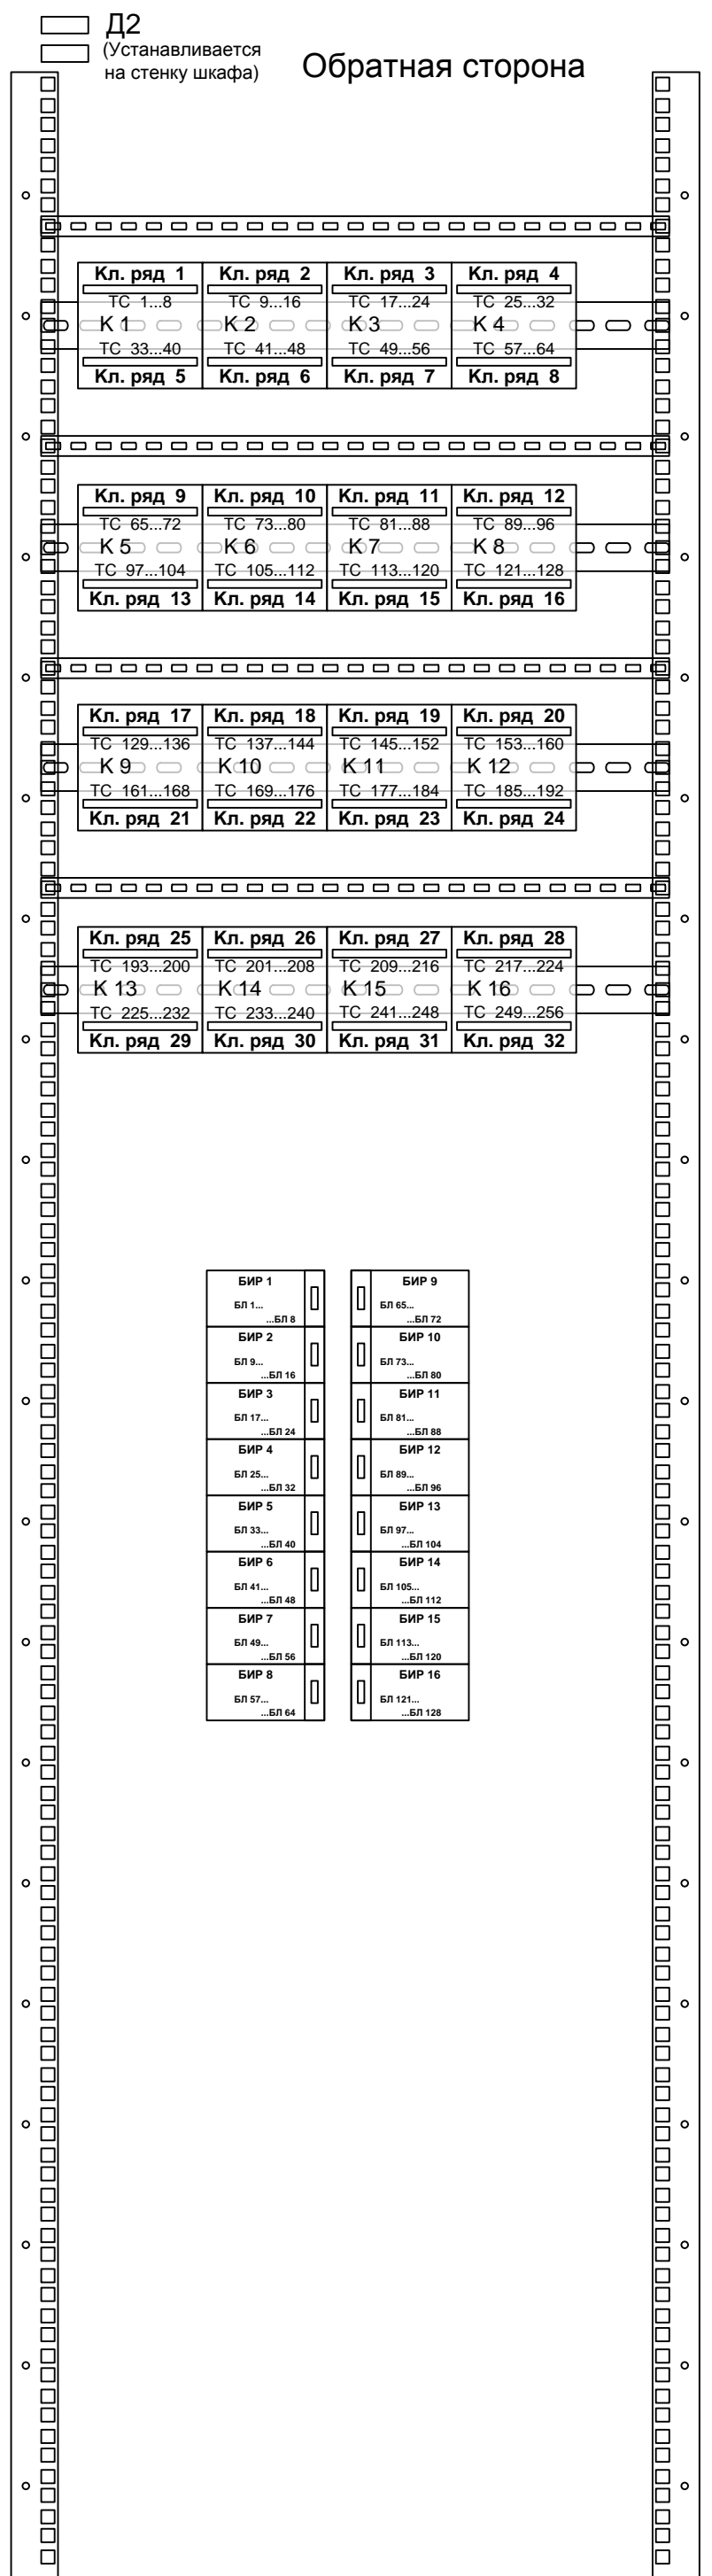 Д2
(Устанавливается
на стенку шкафа)
Обратная сторона
Кл. ряд 1 Кл. ряд 2 Кл. ряд 3 Кл. ряд 4
ТС 1...8 ТС 9...16 ТС 17...24 ТС 25...32
К 1 К 2 К 3 К 4
ТС 33...40 ТС 41...48 ТС 49...56 ТС 57...64
Кл. ряд 5 Кл. ряд 6 Кл. ряд 7 Кл. ряд 8
Кл. ряд 9 Кл. ряд 10 Кл. ряд 11 Кл. ряд 12
ТС 65...72 ТС 73...80 ТС 81...88 ТС 89...96
К 5 К 6 К 7 К 8
ТС 97...104 ТС 105...112 ТС 113...120 ТС 121...128
Кл. ряд 13 Кл. ряд 14 Кл. ряд 15 Кл. ряд 16
Кл. ряд 17 Кл. ряд 18 Кл. ряд 19 Кл. ряд 20
ТС 129...136 ТС 137...144 ТС 145...152 ТС 153...160
К 9 К 10 К 11 К 12
ТС 161...168 ТС 169...176 ТС 177...184 ТС 185...192
Кл. ряд 21 Кл. ряд 22 Кл. ряд 23 Кл. ряд 24
Кл. ряд 25 Кл. ряд 26 Кл. ряд 27 Кл. ряд 28
ТС 193...200 ТС 201...208 ТС 209...216 ТС 217...224
К 13 К 14 К 15 К 16
ТС 225...232 ТС 233...240 ТС 241...248 ТС 249...256
Кл. ряд 29 Кл. ряд 30 Кл. ряд 31 Кл. ряд 32
БИР 1 БИР 9
БЛ 1... БЛ 65...
...БЛ 8 ...БЛ 72
БИР 2 БИР 10
БЛ 9... БЛ 73...
...БЛ 16 ...БЛ 80
БИР 3 БИР 11
БЛ 17... БЛ 81...
...БЛ 24 ...БЛ 88
БИР 4 БИР 12
БЛ 25... БЛ 89...
...БЛ 32 ...БЛ 96
БИР 5 БИР 13
БЛ 33... БЛ 97...
...БЛ 40 ...БЛ 104
БИР 6 БИР 14
БЛ 41... БЛ 105...
...БЛ 48 ...БЛ 112
БИР 7 БИР 15
БЛ 49... БЛ 113...
...БЛ 56 ...БЛ 120
БИР 8 БИР 16
БЛ 57... БЛ 121...
...БЛ 64 ...БЛ 128